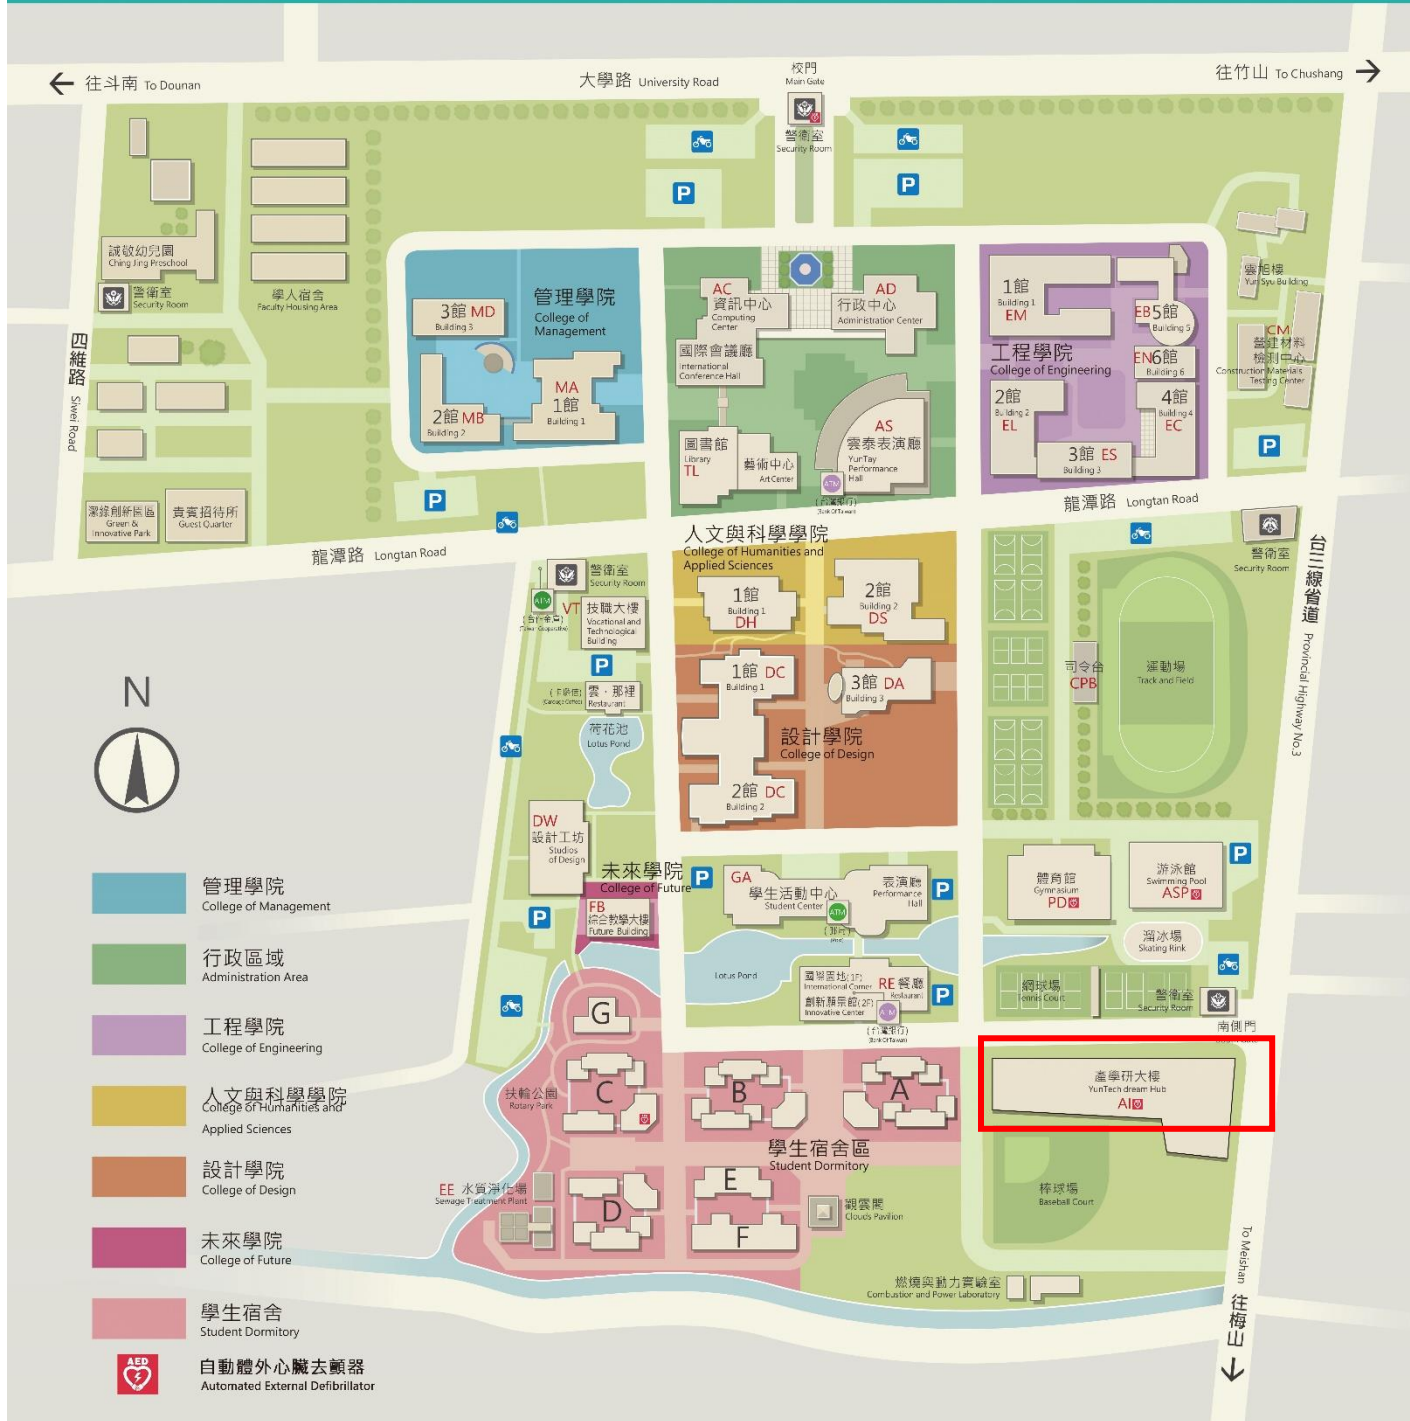 往斗南 To Dounan
大學路 University Road
校門
Main Gate
往竹山 To Chushang
警衛室
Security Room
P
P
誠敬幼兒園
Ching Jing Preschool
警衛室
Security Room
學人宿舍
Faculty Housing Area
四維路 Siwei Road
3館 MD
Building 3
管理學院
College of
Management
MA
1館
Building 1
2館 MB
Building 2
AC
資訊中心
Computing
Center
AD
行政中心
Administration Center
國際會議廳
International
Conference Hall
圖書館
Library
TL
藝術中心
Art Center
AS
雲泰表演廳
YunTay
Performance
Hall
ATM
(Bank Of Taiwan)
1館
Building 1
EM
EB 5館
Building 5
工程學院
College of Engineering
EN 6館
Building 6
2館
Building 2
EL
4館
Building 4
EC
3館 ES
Building 3
雲旭樓
Yun Syu Building
CM
營建材料
檢測中心
Construction Materials
Testing Center
P
P
潔綠創新園區
Green &
Innovative Park
貴賓招待所
Guest Quarter
龍潭路 Longtan Road
龍潭路 Longtan Road
警衛室
Security Room
台三線省道 Provincial Highway No.3
人文與科學學院
College of Humanities and
Applied Sciences
1館
Building 1
DH
2館
Building 2
DS
警衛室
Security Room
ATM
VT 技職大樓
Vocational and
Technological
Building
P
雲・那裡
Restaurant
荷花池
Lotus Pond
1館 DC
Building 1
3館 DA
Building 3
設計學院
College of Design
2館 DC
Building 2
司令台
CPB
運動場
Track and Field
N
DW
設計工坊
Studios
of Design
未來學院
College of Future
FB
綜合教學大樓
Future Building
P
P
GA
學生活動中心
Student Center
ATM
表演廳
Performance
Hall
P
體育館
Gymnasium
PD
游泳館
Swimming Pool
ASP
P
溜冰場
Skating Rink
Lotus Pond
國際園地(1F)
International Corner
創新願景館(2F)
Innovative Center
RE 餐廳
Restaurant
ATM
(Bank Of Taiwan)
P
網球場
Tennis Court
警衛室
Security Room
南側門
產學研大樓
YunTech dream Hub
AI
G
C
B
A
扶輪公園
Rotary Park
學生宿舍區
Student Dormitory
EE 水質淨化場
Sewage Treatment Plant
D
E
F
觀雲閣
Clouds Pavilion
棒球場
Baseball Court
燃燒與動力實驗室
Combustion and Power Laboratory
To Meishan 往梅山
管理學院
College of Management
行政區域
Administration Area
工程學院
College of Engineering
人文與科學學院
College of Humanities and
Applied Sciences
設計學院
College of Design
未來學院
College of Future
學生宿舍
Student Dormitory
AED
自動體外心臟去顫器
Automated External Defibrillator